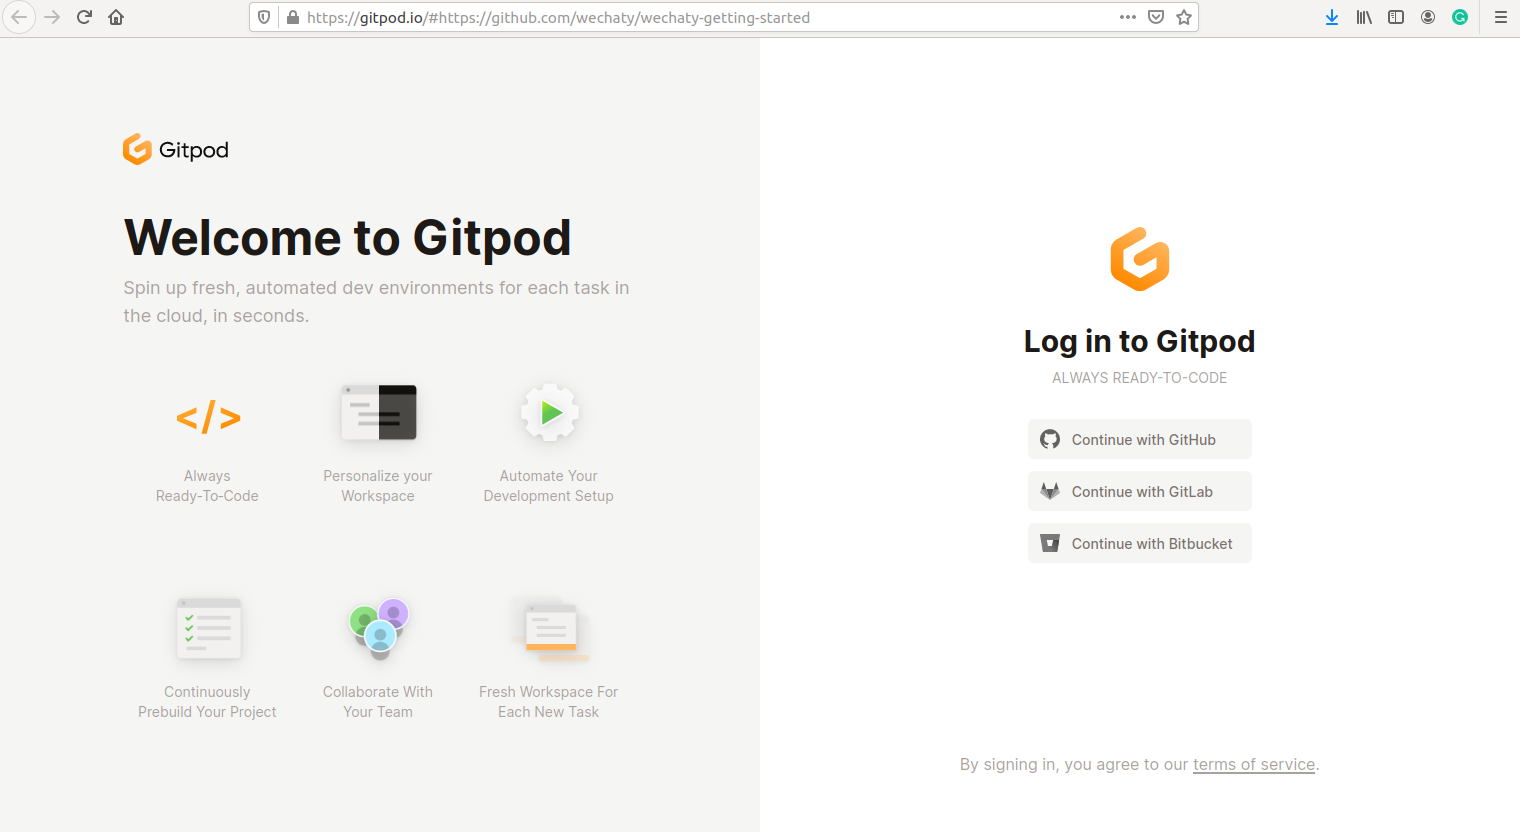 https://gitpod.io/#https://github.com/wechaty/wechaty-getting-started
Gitpod
Welcome to Gitpod
Spin up fresh, automated dev environments for each task in
the cloud, in seconds.
</>
Always
Ready-To-Code
Personalize your
Workspace
Automate Your
Development Setup
Continuously
Prebuild Your Project
Collaborate With
Your Team
Fresh Workspace For
Each New Task
Log in to Gitpod
ALWAYS READY-TO-CODE
Continue with GitHub
Continue with GitLab
Continue with Bitbucket
By signing in, you agree to our terms of service.